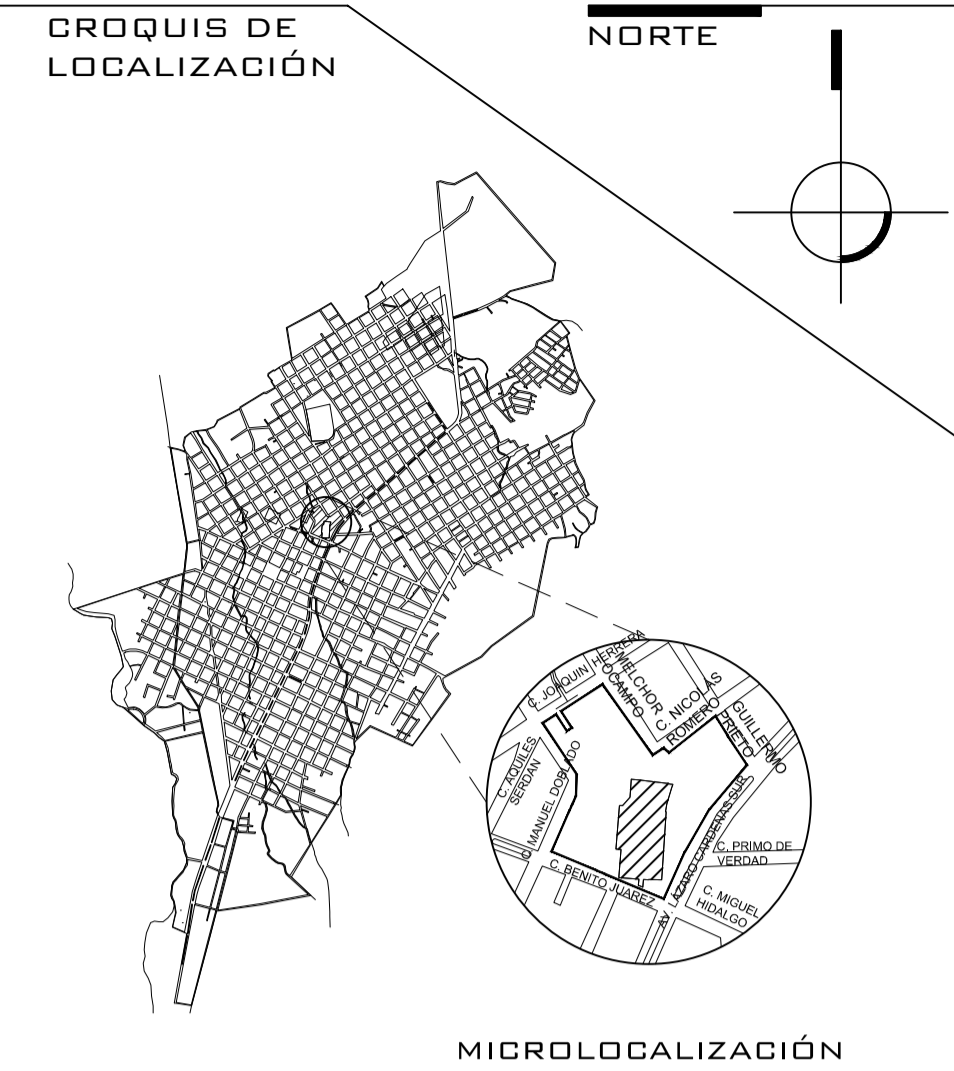 CROQUIS DE
LOCALIZACIÓN
NORTE
C. JOAQUIN HERRERA
MELCHOR
OCAMPO
C. NICOLAS
ROMERO
GUILLERMO
PRIETO
C. AQUILES
SERDAN
C. MANUEL DOBLADO
AV. LAZARO CARDENAS SUR
C. PRIMO DE
VERDAD
C. BENITO JUAREZ
C. MIGUEL
HIDALGO
MICROLOCALIZACIÓN